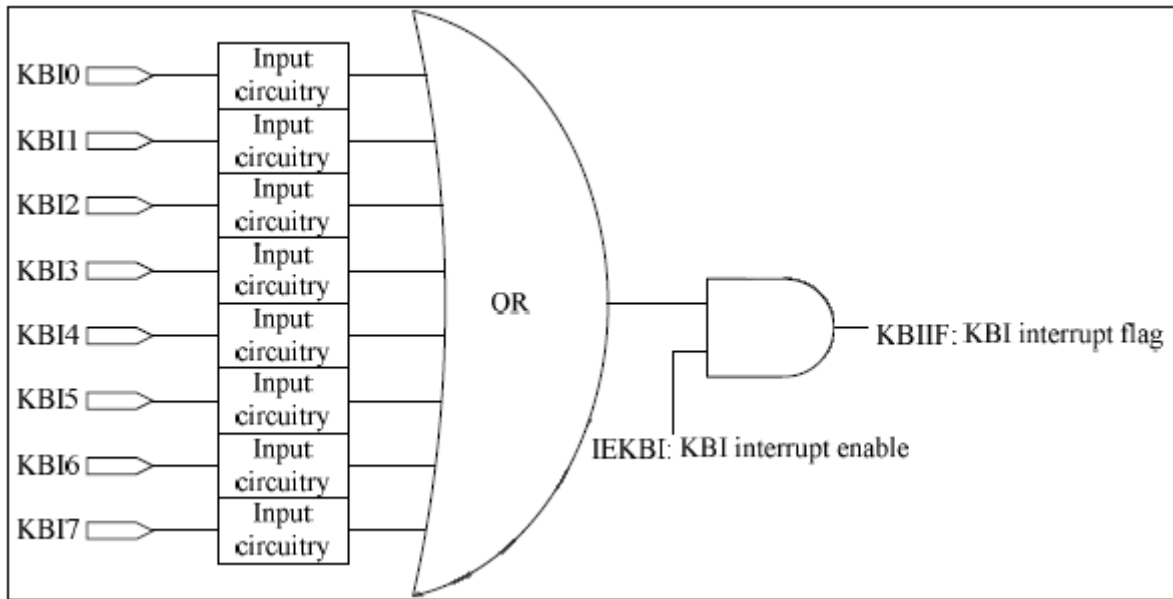 KBI0
Input
circuitry
KBI1
Input
circuitry
KBI2
Input
circuitry
KBI3
Input
circuitry
KBI4
Input
circuitry
KBI5
Input
circuitry
KBI6
Input
circuitry
KBI7
Input
circuitry
OR
KBIIF: KBI interrupt flag
IEKBI: KBI interrupt enable